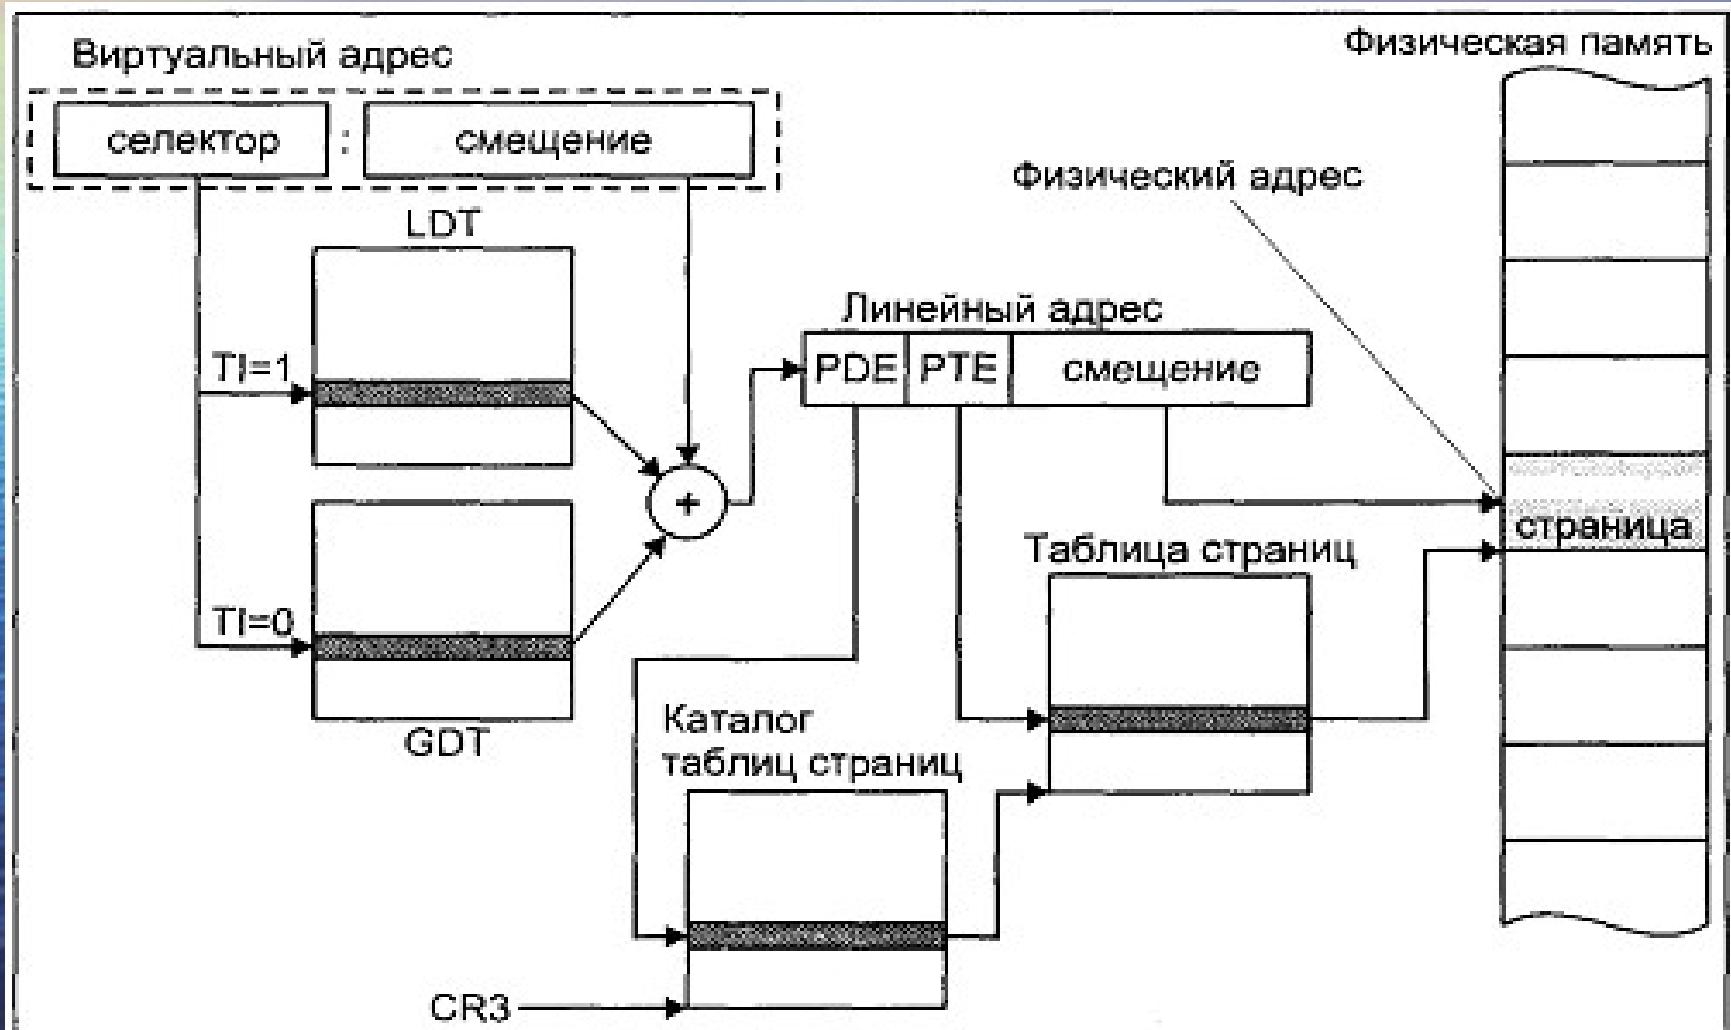 Виртуальный адрес
Физическая память
селектор : смещение
Физический адрес
LDT
Линейный адрес
TI=1
PDE PTE смещение
+
страница
Таблица страниц
TI=0
Каталог
таблиц страниц
GDT
CR3